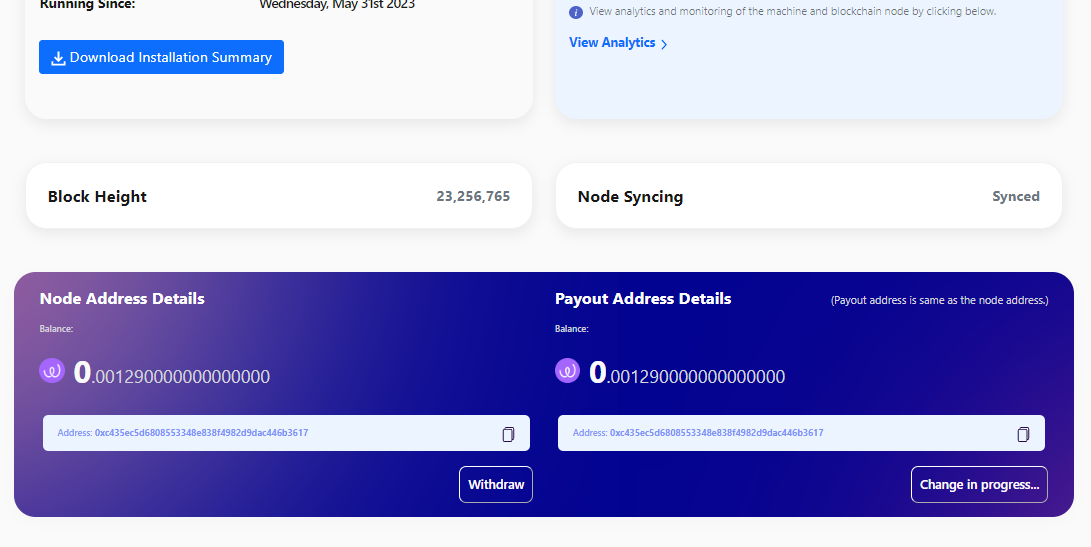 Running Since: Wednesday, May 31st 2023
Download Installation Summary
i View analytics and monitoring of the machine and blockchain node by clicking below.
View Analytics >
Block Height 23,256,765
Node Syncing Synced
Node Address Details
Balance:
0.001290000000000000
Address: 0xc435ec5d6808553348e838f4982d9dac446b3617
Withdraw
Payout Address Details (Payout address is same as the node address.)
Balance:
0.001290000000000000
Address: 0xc435ec5d6808553348e838f4982d9dac446b3617
Change in progress...